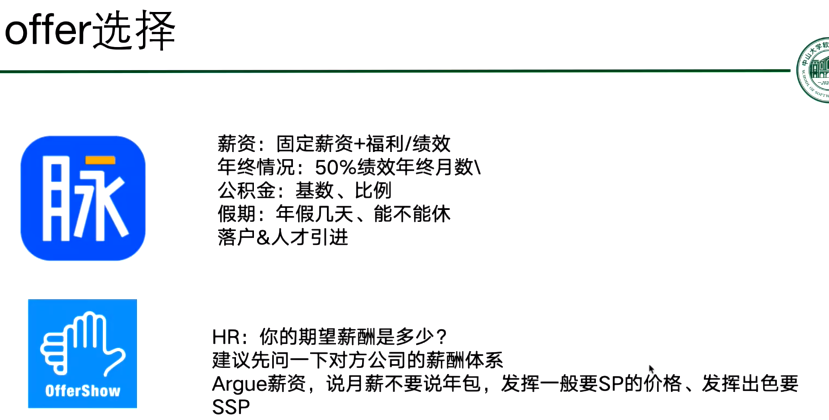 offer选择
薪资：固定薪资+福利/绩效
年终情况：50%绩效年终月数\
公积金：基数、比例
假期：年假几天、能不能休
落户&人才引进
脉
HR：你的期望薪酬是多少？
建议先问一下对方公司的薪酬体系
Argue薪资，说月薪不要说年包，发挥一般要SP的价格、发挥出色要
SSP
OfferShow